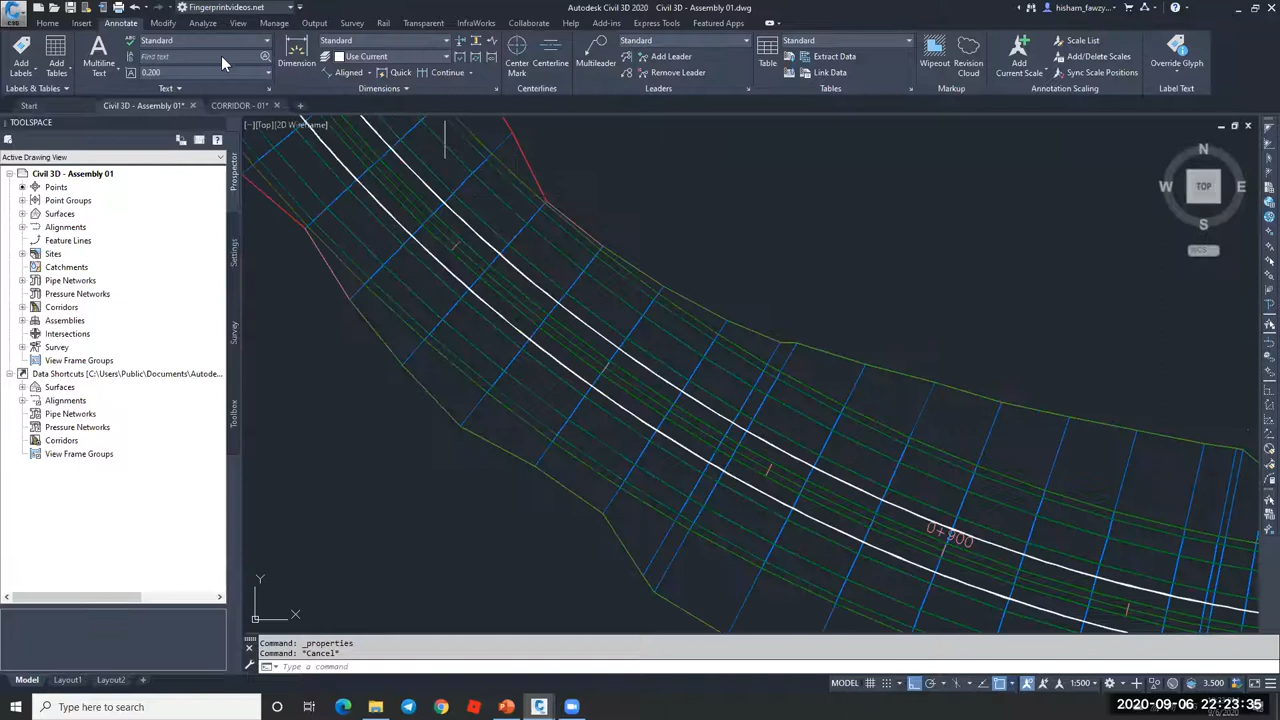 C3D
Fingerprintvideos.net
Autodesk Civil 3D 2020 Civil 3D - Assembly 01.dwg
hisham_fawzy...
Home Insert Annotate Modify Analyze View Manage Output Survey Rail Transparent InfraWorks Collaborate Help Add-ins Express Tools Featured Apps
Standard Standard Standard Standard
Find text Use Current Add Leader Extract Data
0.200 Aligned Quick Continue Remove Leader Link Data
Scale List
Add/Delete Scales
Sync Scale Positions
Add Labels Add Tables Multiline Text Dimension Center Mark Centerline Multileader Table Wipeout Revision Cloud Add Current Scale Override Glyph
Labels & Tables Text Dimensions Centerlines Leaders Tables Markup Annotation Scaling Label Text
Start Civil 3D - Assembly 01* CORRIDOR - 01*
TOOLSPACE
[−][Top][2D Wireframe]
Active Drawing View
Civil 3D - Assembly 01
Points
Point Groups
Surfaces
Alignments
Feature Lines
Sites
Catchments
Pipe Networks
Pressure Networks
Corridors
Assemblies
Intersections
Survey
View Frame Groups
Data Shortcuts [C:\Users\Public\Documents\Autode...
Surfaces
Alignments
Pipe Networks
Pressure Networks
Corridors
View Frame Groups
Prospector
Settings
Survey
Toolbox
N
W TOP E
S
WCS
0+900
Y
X
Command: _properties
Command: *Cancel*
Type a command
Model Layout1 Layout2
MODEL 1:500 3.500
Type here to search
2020-09-06 22:23:35